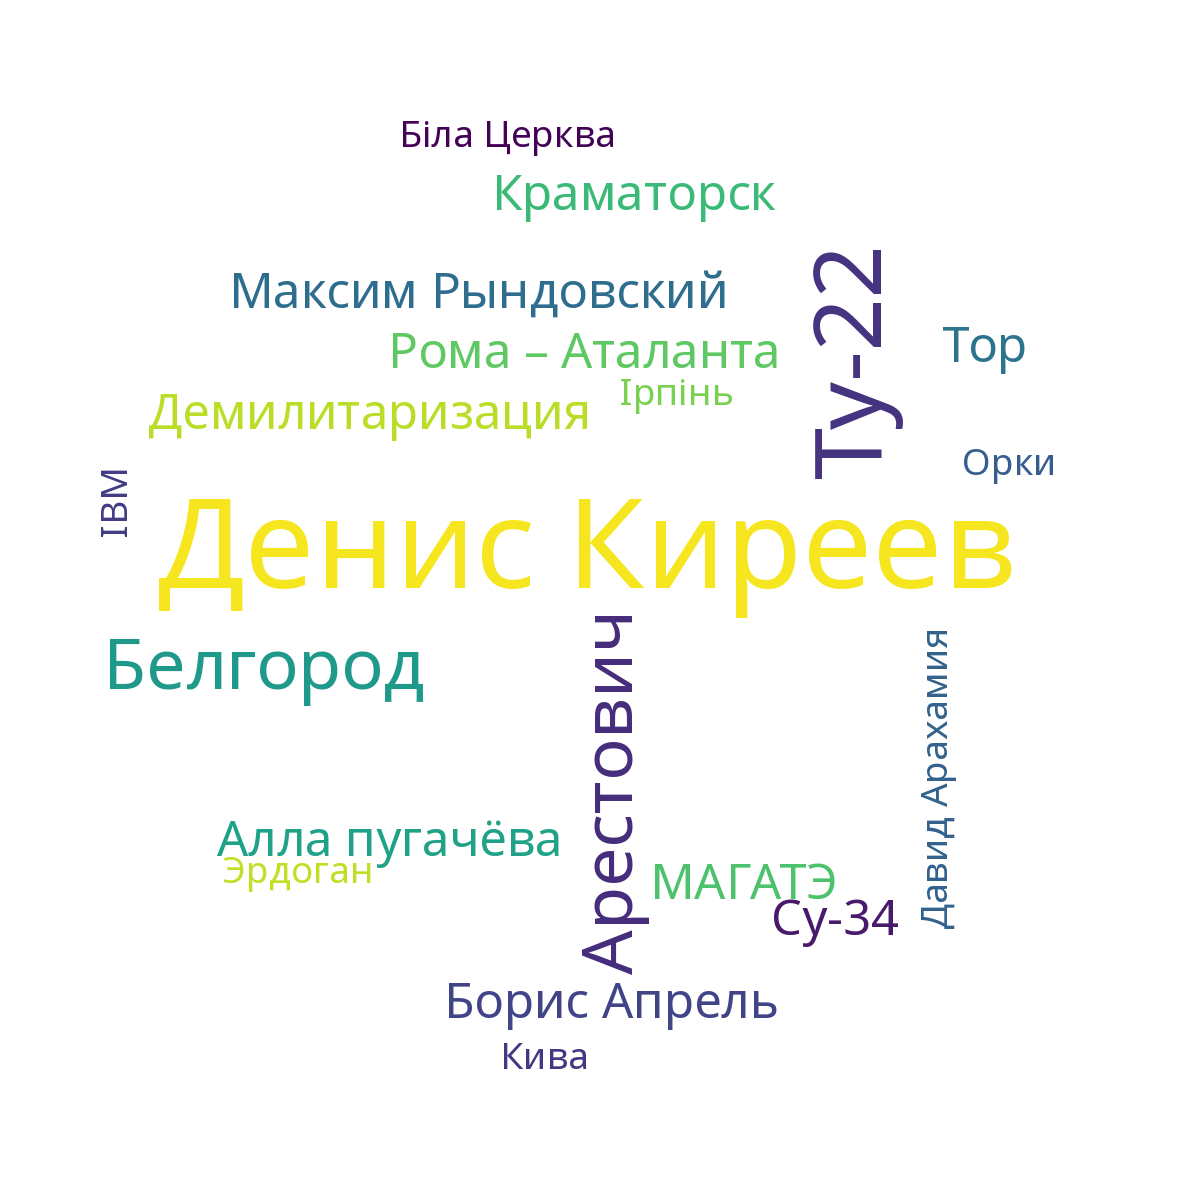 Біла Церква
Краматорск
Максим Рындовский
Ту-22
Рома – Аталанта
Тор
Ірпінь
Демилитаризация
Орки
IBM
Денис Киреев
Белгород
Арестович
Давид Арахамия
Алла пугачёва
Эрдоган
МАГАТЭ
Су-34
Борис Апрель
Кива